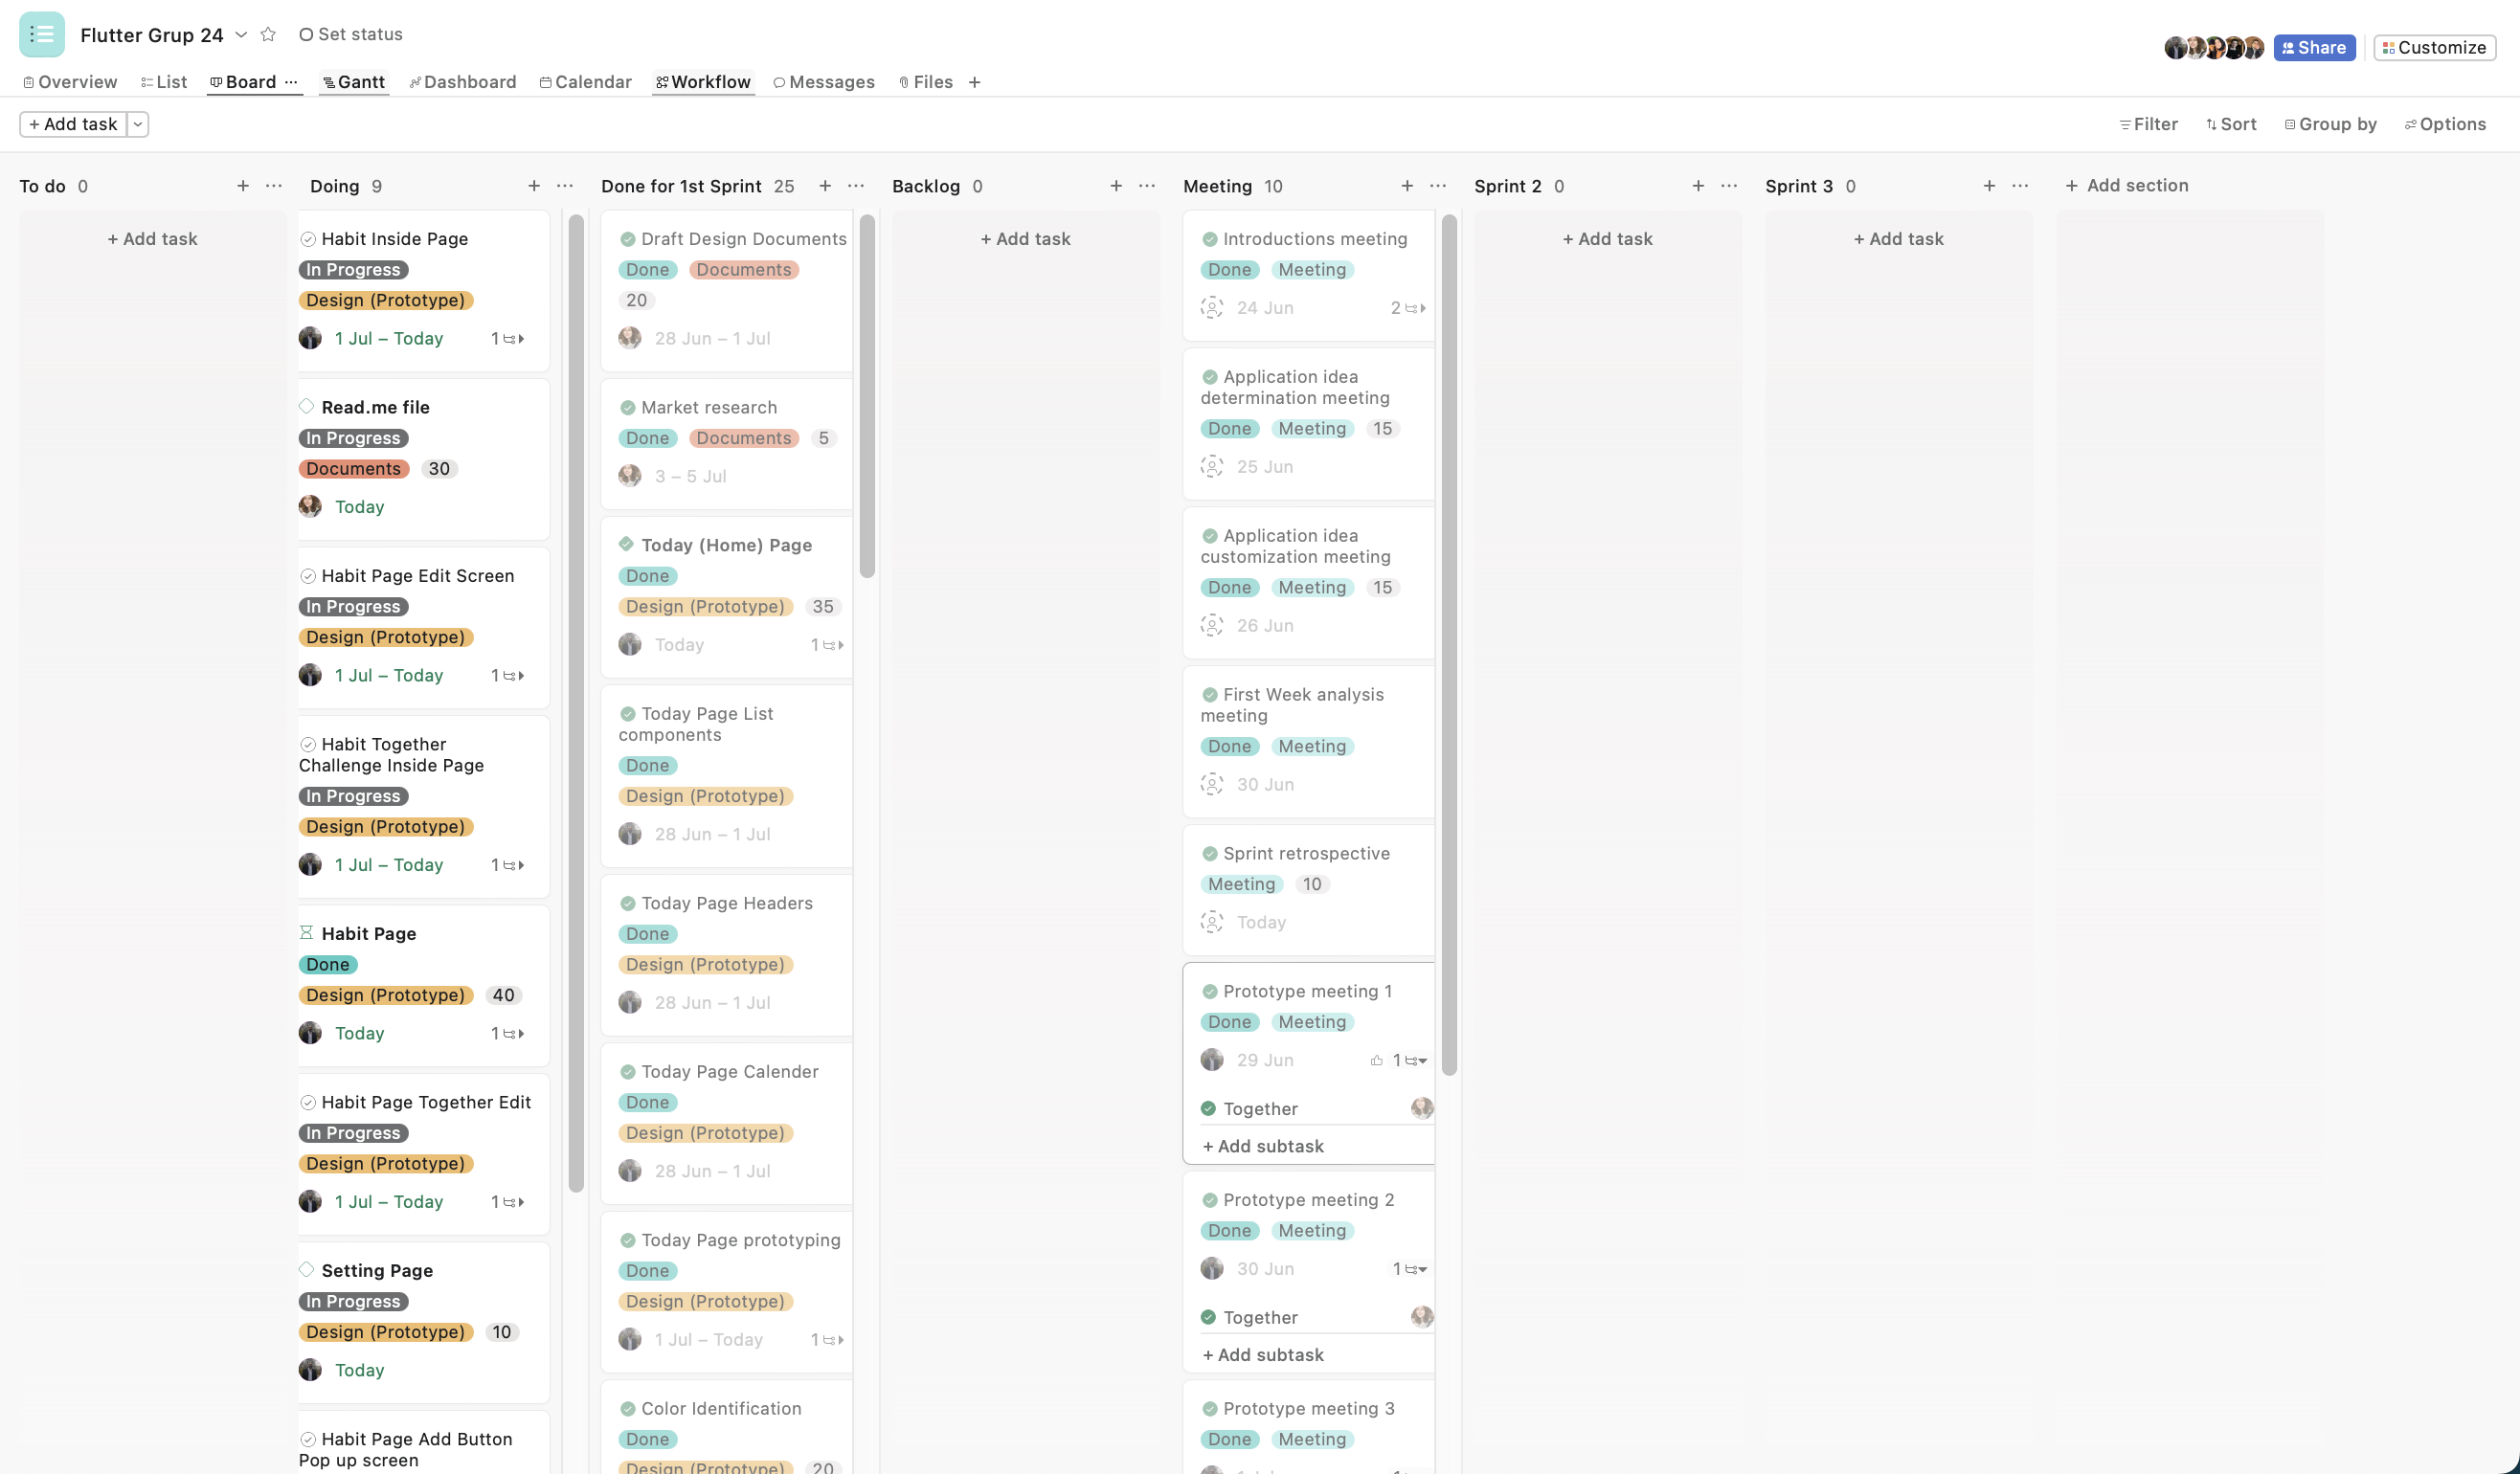 Flutter Grup 24
Set status
Share
Customize
Overview
List
Board
Gantt
Dashboard
Calendar
Workflow
Messages
Files
+
+ Add task
Filter
Sort
Group by
Options
To do 0
+ Add task
Doing 9
Habit Inside Page
In Progress
Design (Prototype)
1 Jul – Today 1
Read.me file
In Progress
Documents 30
Today
Habit Page Edit Screen
In Progress
Design (Prototype)
1 Jul – Today 1
Habit Together
Challenge Inside Page
In Progress
Design (Prototype)
1 Jul – Today 1
Habit Page
Done
Design (Prototype) 40
Today 1
Habit Page Together Edit
In Progress
Design (Prototype)
1 Jul – Today 1
Setting Page
In Progress
Design (Prototype) 10
Today
Habit Page Add Button
Pop up screen
Done for 1st Sprint 25
Draft Design Documents
Done Documents
20
28 Jun – 1 Jul
Market research
Done Documents 5
3 – 5 Jul
Today (Home) Page
Done
Design (Prototype) 35
Today 1
Today Page List
components
Done
Design (Prototype)
28 Jun – 1 Jul
Today Page Headers
Done
Design (Prototype)
28 Jun – 1 Jul
Today Page Calender
Done
Design (Prototype)
28 Jun – 1 Jul
Today Page prototyping
Done
Design (Prototype)
1 Jul – Today 1
Color Identification
Done
Design (Prototype) 20
Backlog 0
+ Add task
Meeting 10
Introductions meeting
Done Meeting
24 Jun 2
Application idea
determination meeting
Done Meeting 15
25 Jun
Application idea
customization meeting
Done Meeting 15
26 Jun
First Week analysis
meeting
Done Meeting
30 Jun
Sprint retrospective
Meeting 10
Today
Prototype meeting 1
Done Meeting
29 Jun 1
Together
+ Add subtask
Prototype meeting 2
Done Meeting
30 Jun 1
Together
+ Add subtask
Prototype meeting 3
Done Meeting
Sprint 2 0
+ Add task
Sprint 3 0
+ Add task
+ Add section